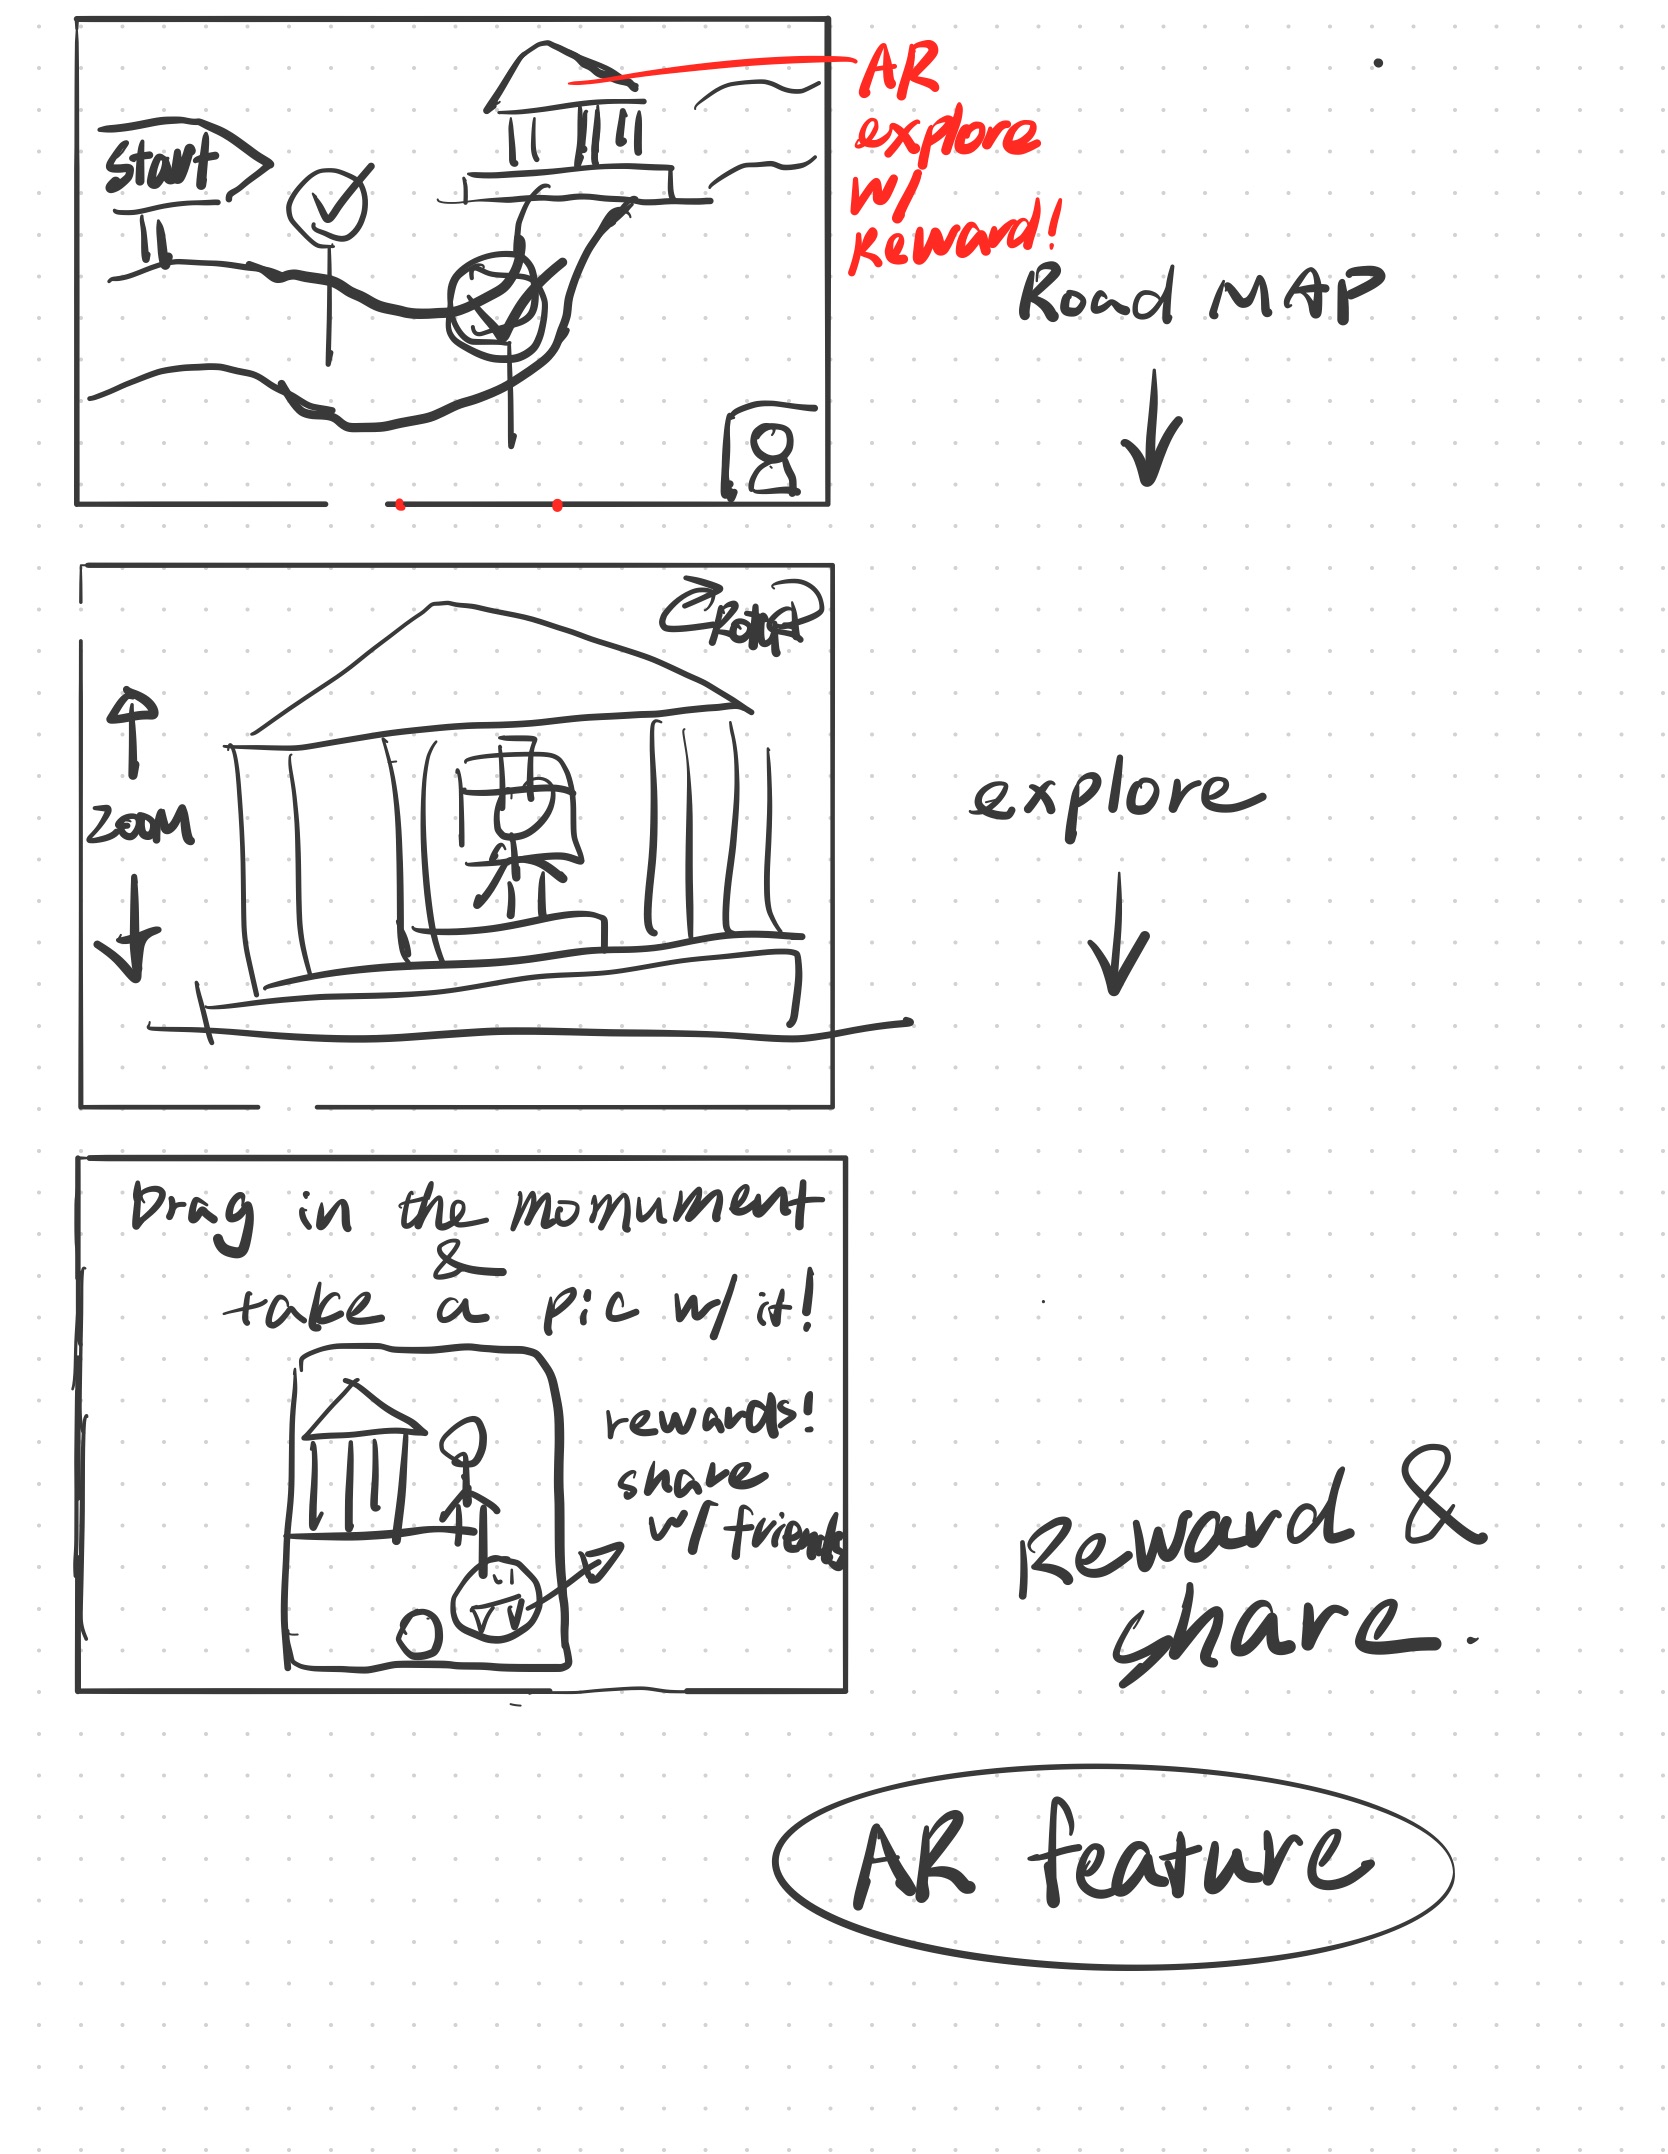 start
AR
explore
w/
Reward!
Road MAP
Rotat
ZOOM
explore
Drag in the momument
&
take a pic w/ it!
rewards!
share
w/ friends
Reward &
share.
AR feature